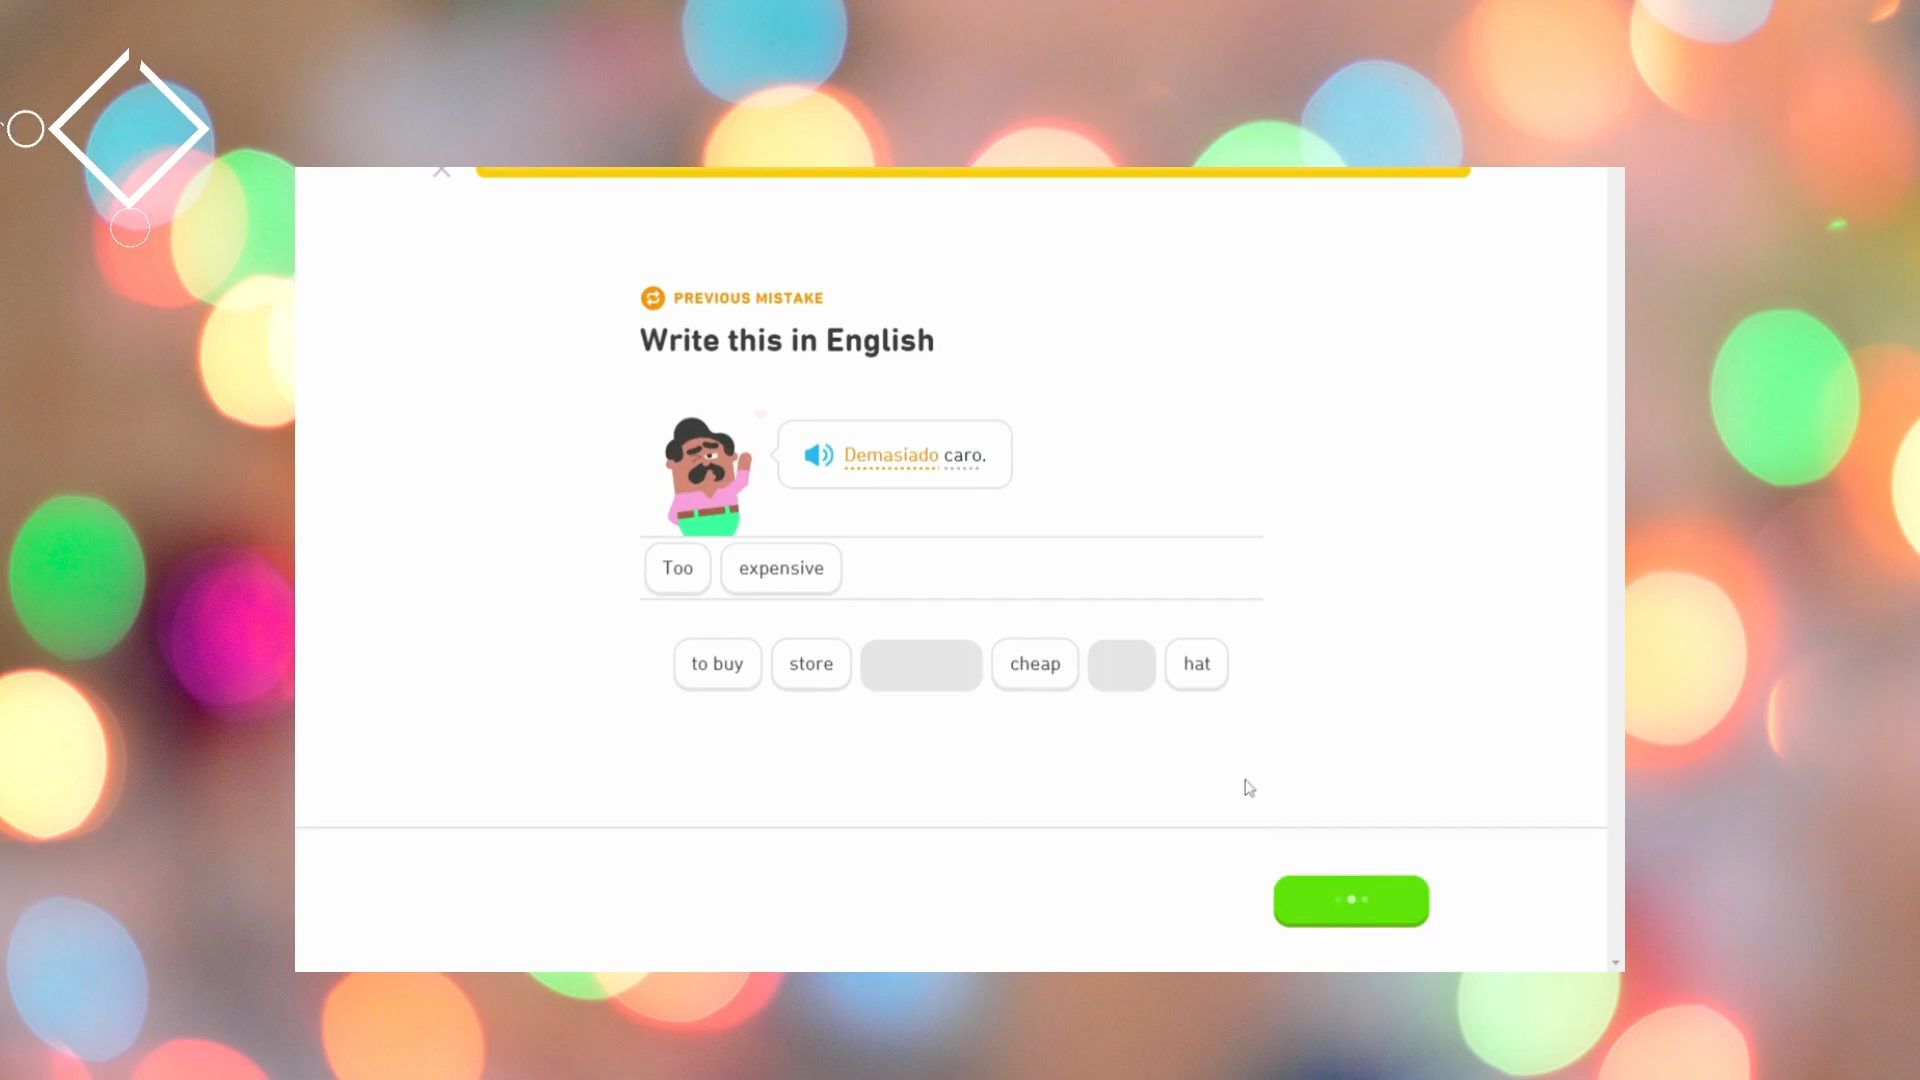 PREVIOUS MISTAKE
Write this in English
Demasiado caro.
Too expensive
to buy store cheap hat